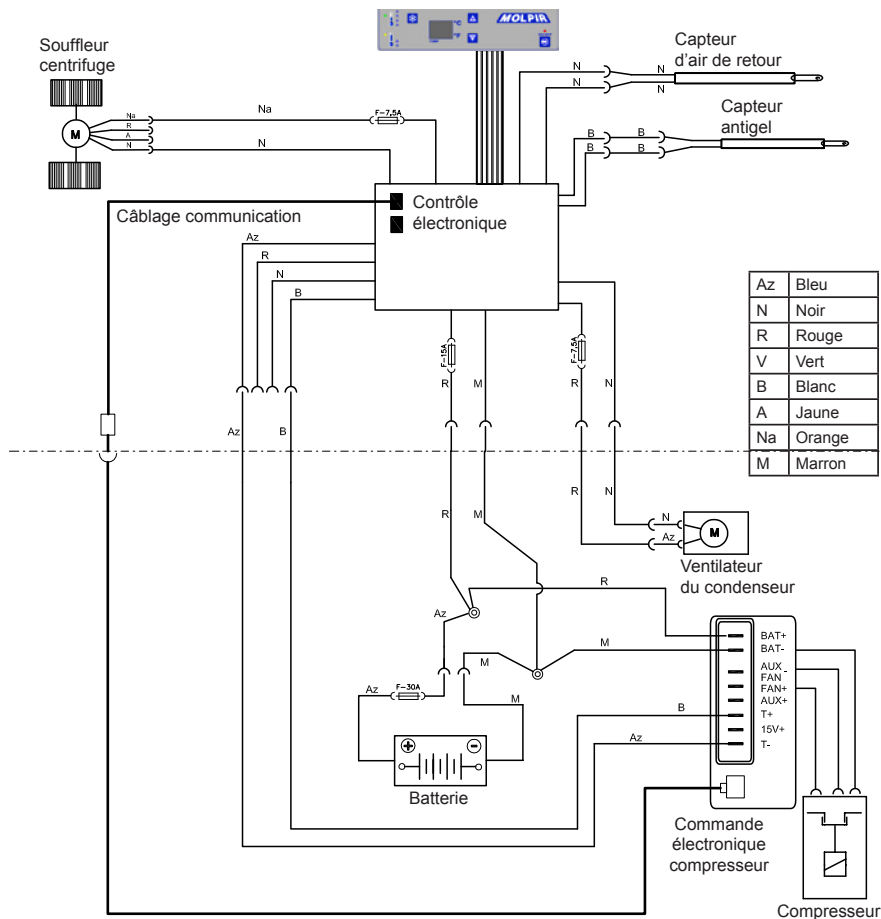 MOLPIR
°C
°F
Souffleur
centrifuge
Capteur
d'air de retour
N
N
N
N
Na
F-7,5A
Na
R
A
N
M
N
Capteur
antigel
B
B
B
B
Contrôle
électronique
Câblage communication
Az
R
N
B
F-15A
F-7,5A
R
M
R
N
Az
B
Az Bleu
N Noir
R Rouge
V Vert
B Blanc
A Jaune
Na Orange
M Marron
R
M
R
N
N
Az
M
Ventilateur
du condenseur
R
Az
M
M
Az
F-30A
M
B
Az
Batterie
BAT+
BAT-
AUX -
FAN
FAN+
AUX+
T+
15V+
T-
Commande
électronique
compresseur
Compresseur